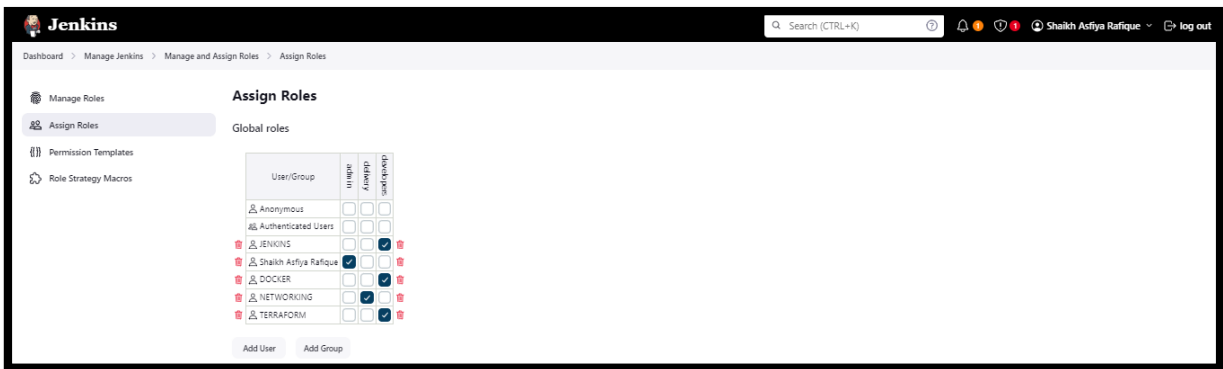 Jenkins
Search (CTRL+K)
1
1
Shaikh Asfiya Rafique
log out
Dashboard > Manage Jenkins > Manage and Assign Roles > Assign Roles
Manage Roles
Assign Roles
Permission Templates
Role Strategy Macros
Assign Roles
Global roles
User/Group admin delivery developers
Anonymous
Authenticated Users
JENKINS
Shaikh Asfiya Rafique
DOCKER
NETWORKING
TERRAFORM
Add User Add Group